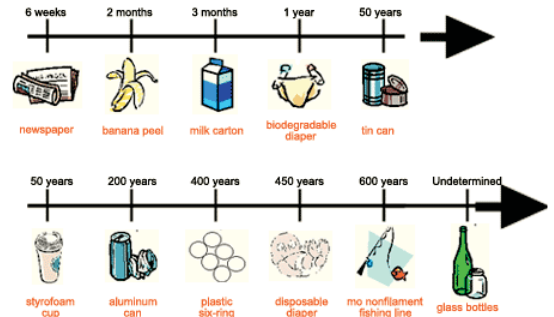 6 weeks 2 months 3 months 1 year 50 years
newspaper banana peel milk carton biodegradable diaper tin can
50 years 200 years 400 years 450 years 600 years Undetermined
styrofoam cup aluminum can plastic six-ring disposable diaper mo nonfilament fishing line glass bottles